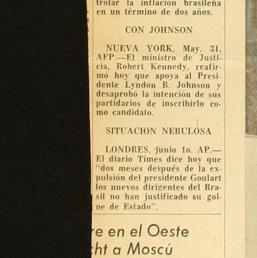 trolar la inflación brasileña
en un término de dos años.
CON JOHNSON
NUEVA YORK, May. 31,
AFP.—El ministro de Justi-
cia, Robert Kennedy, reafir-
mó hoy que apoya al Presi-
dente Lyndon B. Johnson y
desaprobó la intención de sus
partidarios de inscribirlo co-
mo candidato.
SITUACION NEBULOSA
LONDRES, junio 1o. AP.—
El diario Times dice hoy que
"dos meses después de la ex-
pulsión del presidente Goulart
los nuevos dirigentes del Bra-
sil no han justificado su gol-
pe de Estado".
re en el Oeste
cht a Moscú